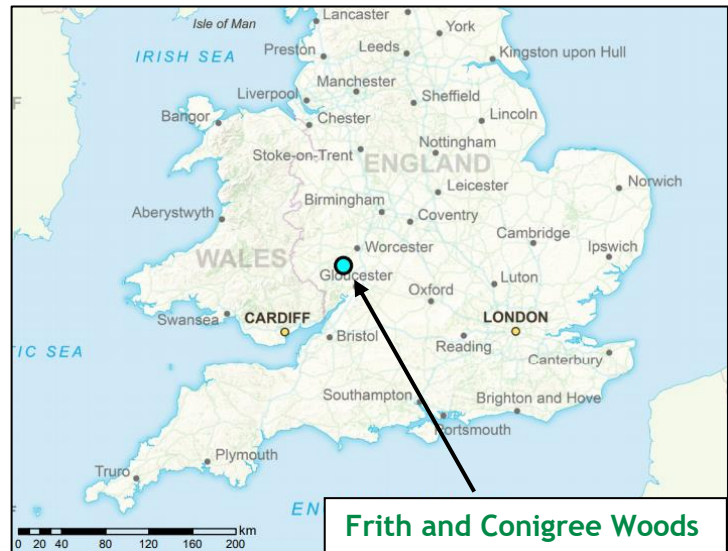 Isle of Man
Lancaster
York
IRISH SEA
Preston
Leeds
Kingston upon Hull
Manchester
Liverpool
Sheffield
Bangor
Chester
Lincoln
Stoke-on-Trent
Nottingham
ENGLAND
Norwich
Leicester
Birmingham
Aberystwyth
Coventry
Cambridge
WALES
Worcester
Ipswich
Gloucester
Luton
Oxford
Swansea
CARDIFF
LONDON
Bristol
Reading
TIC SEA
Canterbury
Southampton
Brighton and Hove
Portsmouth
Plymouth
Truro
EN
km
0 20 40 80 120 160 200
Frith and Conigree Woods